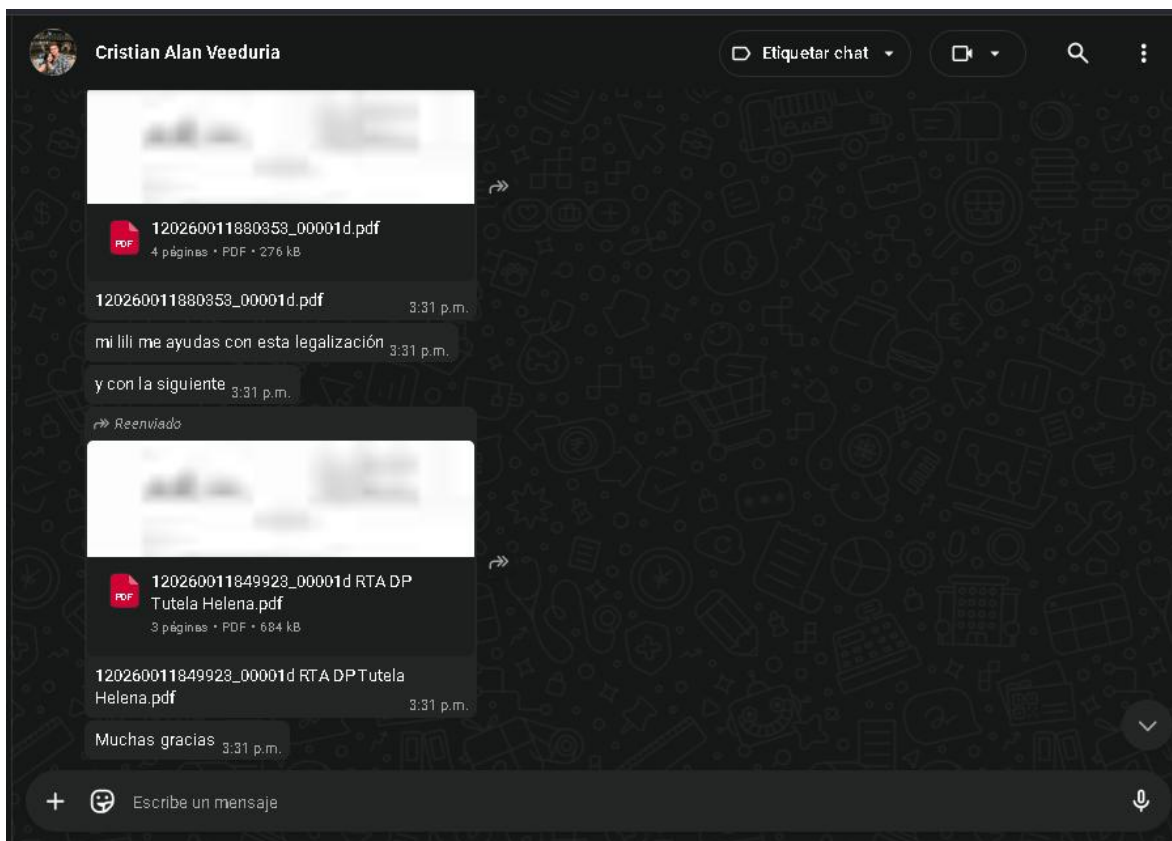 Cristian Alan Veeduria
Etiquetar chat
PDF
120260011880353_00001d.pdf
4 páginas • PDF • 276 kB
120260011880353_00001d.pdf
3:31 p.m.
mi lili me ayudas con esta legalización 3:31 p.m.
y con la siguiente 3:31 p.m.
Reenviado
PDF
120260011849923_00001d RTA DP
Tutela Helena.pdf
3 páginas • PDF • 684 kB
120260011849923_00001d RTA DP Tutela
Helena.pdf
3:31 p.m.
Muchas gracias 3:31 p.m.
Escribe un mensaje